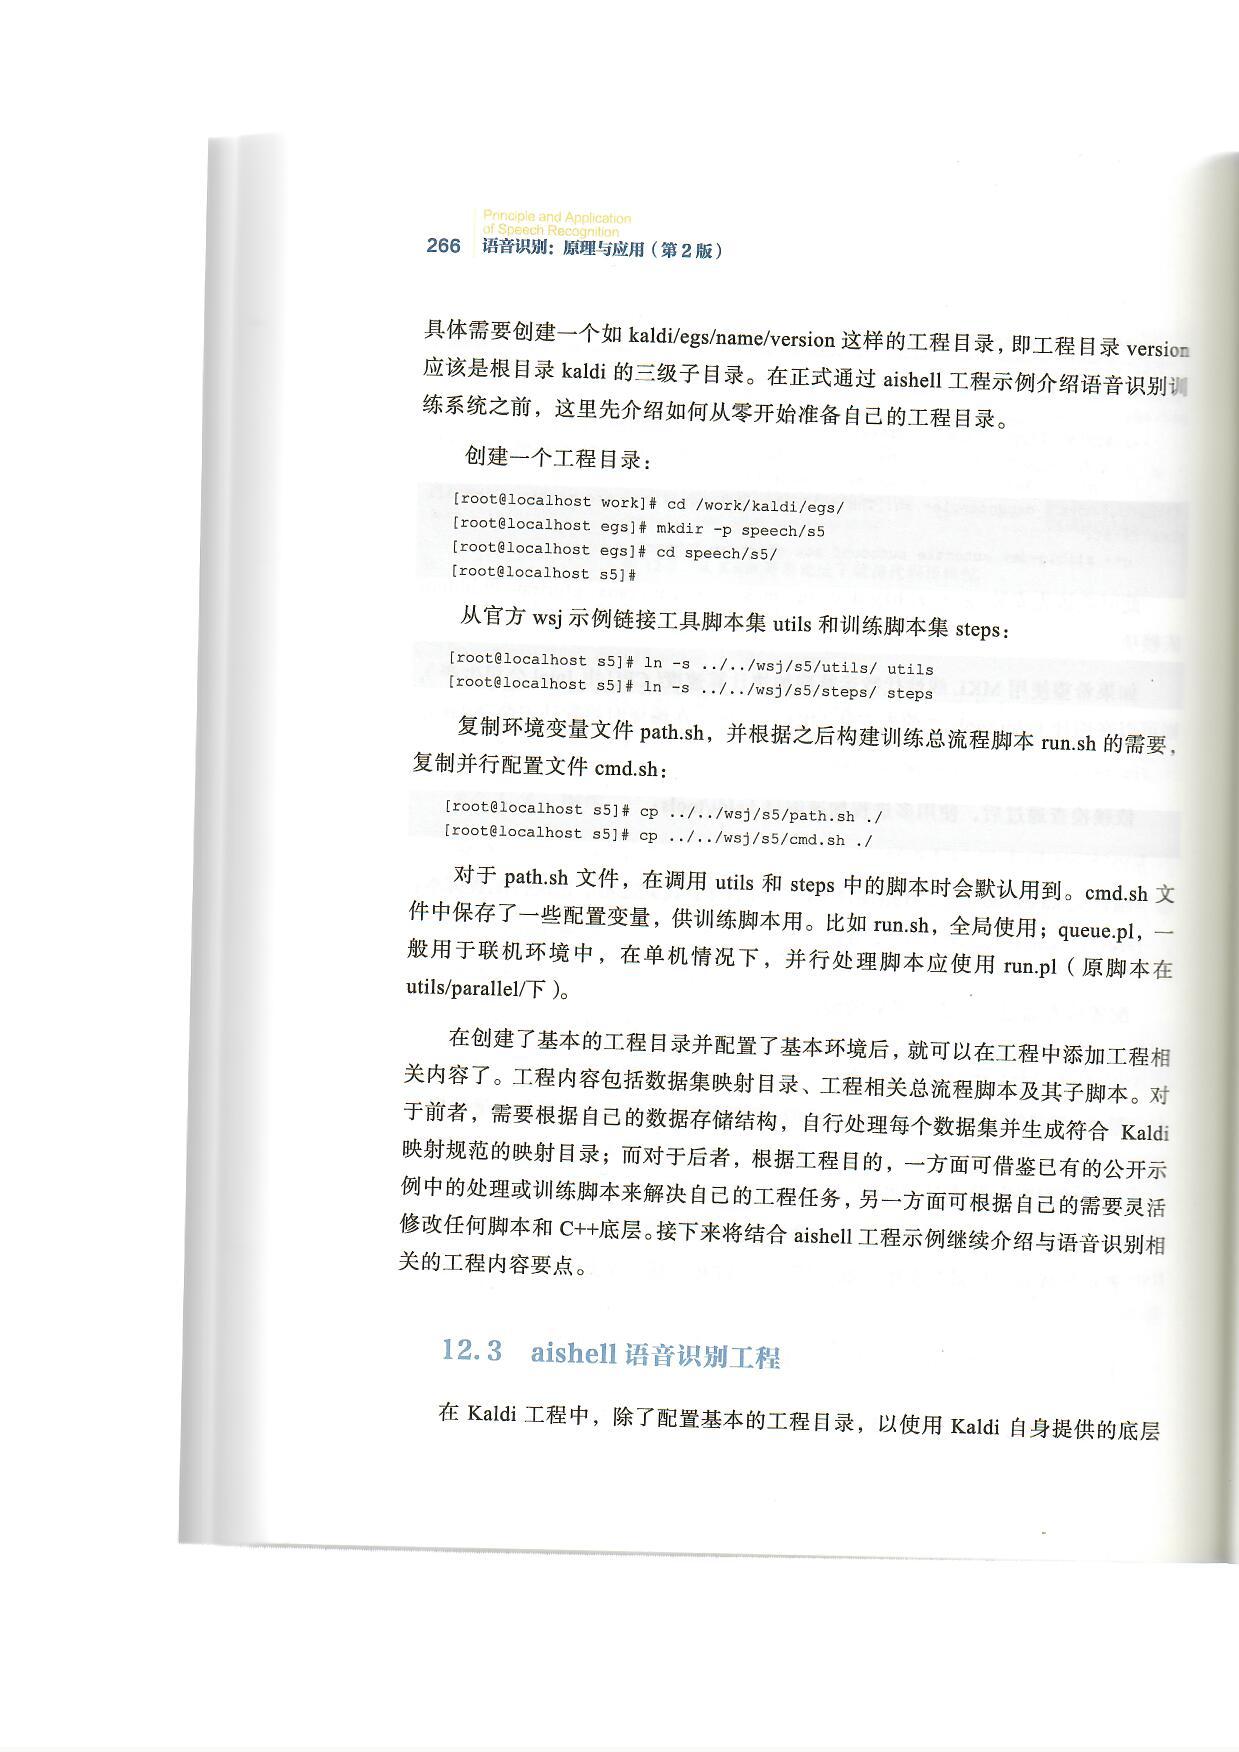 Principle and Application
of Speech Recognition
266 语音识别：原理与应用（第2版）
具体需要创建一个如 kaldi/egs/name/version 这样的工程目录，即工程目录 version
应该是根目录 kaldi 的三级子目录。在正式通过 aishell 工程示例介绍语音识别训
练系统之前，这里先介绍如何从零开始准备自己的工程目录。
创建一个工程目录：
[root@localhost work]# cd /work/kaldi/egs/
[root@localhost egs]# mkdir -p speech/s5
[root@localhost egs]# cd speech/s5/
[root@localhost s5]#
从官方 wsj 示例链接工具脚本集 utils 和训练脚本集 steps：
[root@localhost s5]# ln -s ../../wsj/s5/utils/ utils
[root@localhost s5]# ln -s ../../wsj/s5/steps/ steps
复制环境变量文件 path.sh，并根据之后构建训练总流程脚本 run.sh 的需要，
复制并行配置文件 cmd.sh：
[root@localhost s5]# cp ../../wsj/s5/path.sh ./
[root@localhost s5]# cp ../../wsj/s5/cmd.sh ./
对于 path.sh 文件，在调用 utils 和 steps 中的脚本时会默认用到。cmd.sh 文
件中保存了一些配置变量，供训练脚本用。比如 run.sh，全局使用；queue.pl，一
般用于联机环境中，在单机情况下，并行处理脚本应使用 run.pl（原脚本在
utils/parallel/下）。
在创建了基本的工程目录并配置了基本环境后，就可以在工程中添加工程相
关内容了。工程内容包括数据集映射目录、工程相关总流程脚本及其子脚本。对
于前者，需要根据自己的数据存储结构，自行处理每个数据集并生成符合 Kaldi
映射规范的映射目录；而对于后者，根据工程目的，一方面可借鉴已有的公开示
例中的处理或训练脚本来解决自己的工程任务，另一方面可根据自己的需要灵活
修改任何脚本和 C++底层。接下来将结合 aishell 工程示例继续介绍与语音识别相
关的工程内容要点。
12.3 aishell 语音识别工程
在 Kaldi 工程中，除了配置基本的工程目录，以使用 Kaldi 自身提供的底层